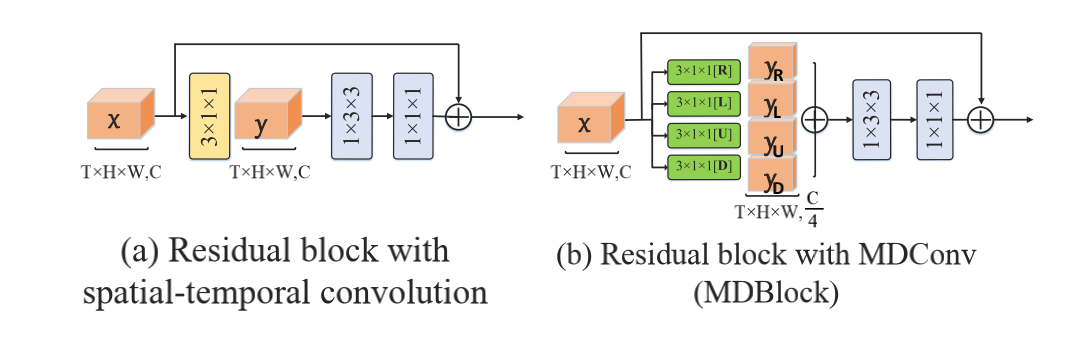 x
3×1×1
y
1×3×3
1×1×1
T×H×W,C
T×H×W,C
(a) Residual block with
spatial-temporal convolution
x
3×1×1[R]
3×1×1[L]
3×1×1[U]
3×1×1[D]
y_R
y_L
y_U
y_D
1×3×3
1×1×1
T×H×W,C
T×H×W, C/4
(b) Residual block with MDConv
(MDBlock)